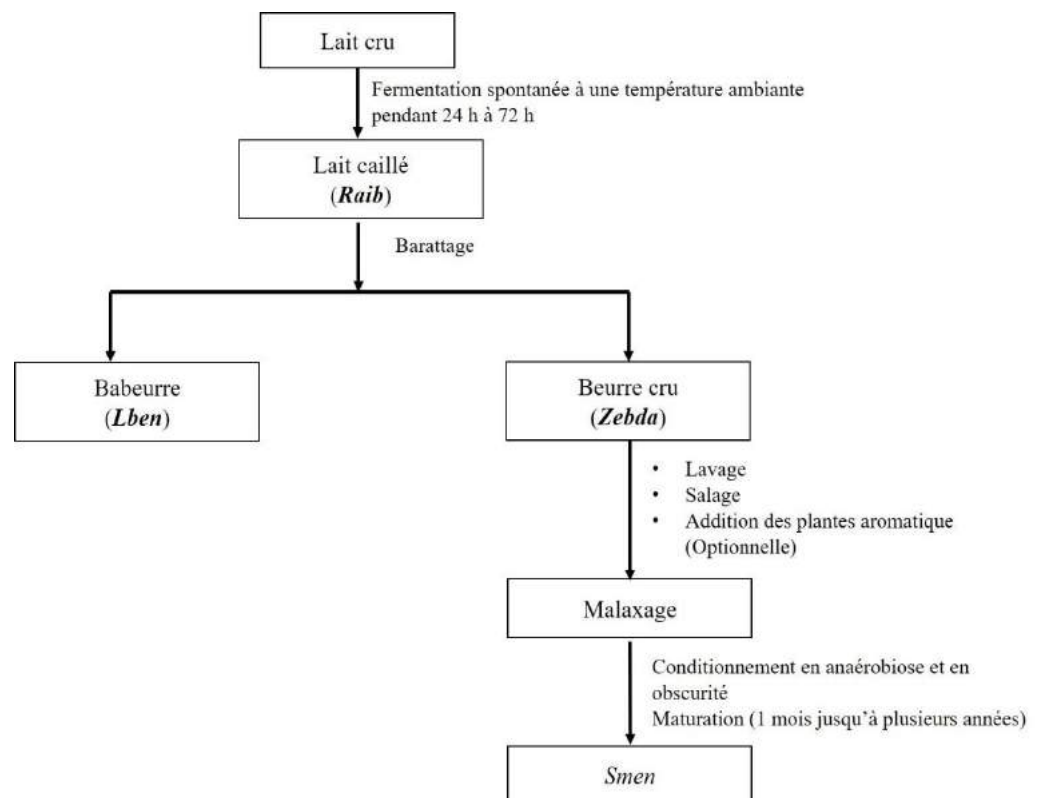 Lait cru
Fermentation spontanée à une température ambiante
pendant 24 h à 72 h
Lait caillé
(Raib)
Barattage
Babeurre
(Lben)
Beurre cru
(Zebda)
• Lavage
• Salage
• Addition des plantes aromatique
(Optionnelle)
Malaxage
Conditionnement en anaérobiose et en
obscurité
Maturation (1 mois jusqu’à plusieurs années)
Smen